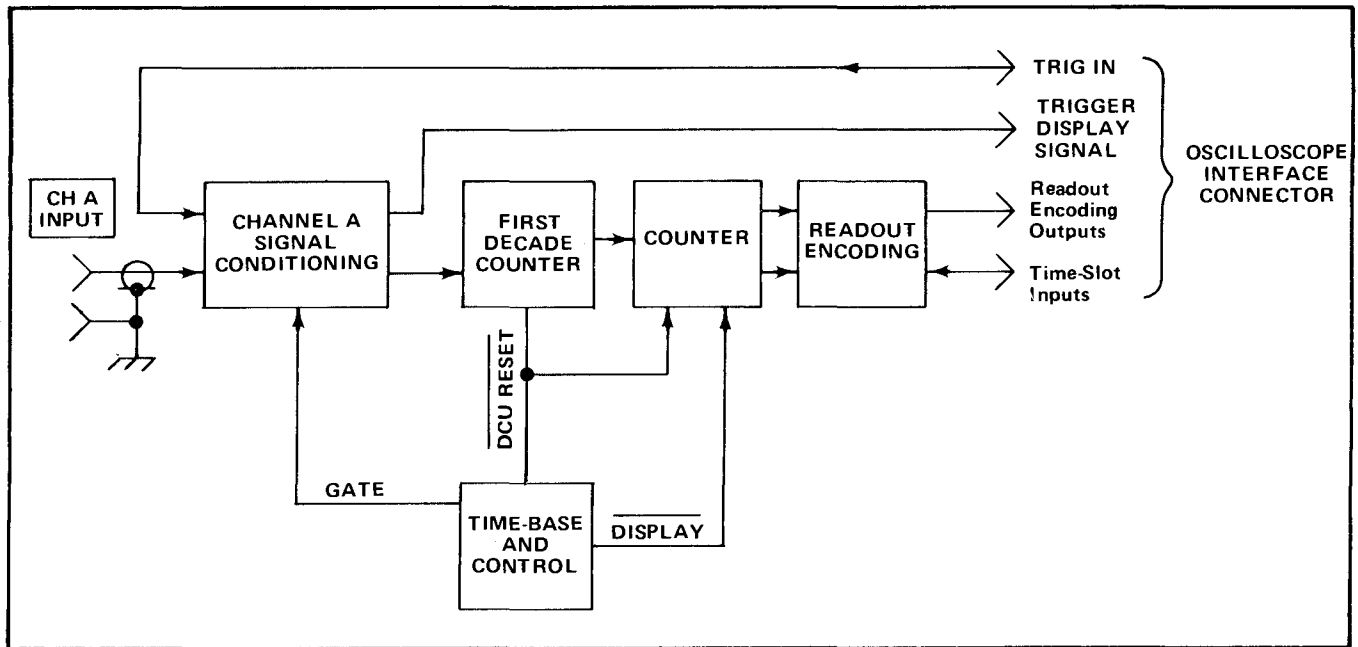 TRIG IN
TRIGGER
DISPLAY
SIGNAL
OSCILLOSCOPE
INTERFACE
CONNECTOR
Readout
Encoding
Outputs
Time-Slot
Inputs
CH A
INPUT
CHANNEL A
SIGNAL
CONDITIONING
FIRST
DECADE
COUNTER
COUNTER
READOUT
ENCODING
DCU RESET
GATE
TIME-BASE
AND
CONTROL
DISPLAY